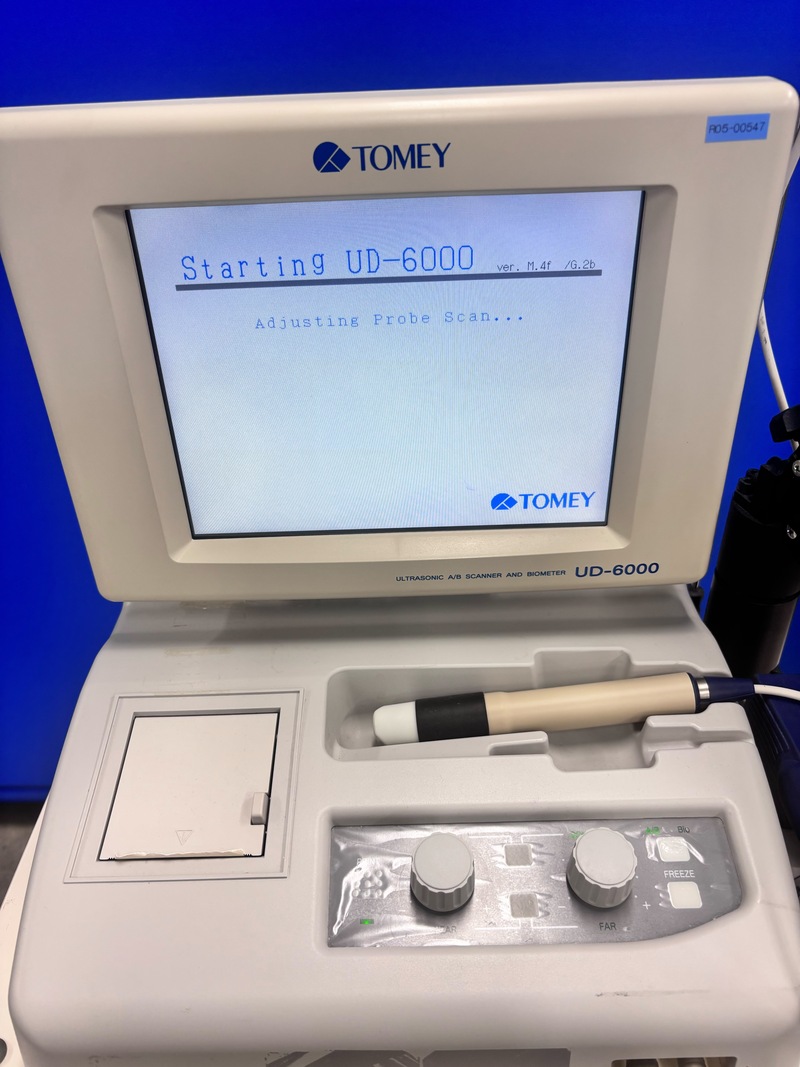 R05-00547
TOMEY
Starting UD-6000 ver. M.4f /G.2b
Adjusting Probe Scan...
TOMEY
ULTRASONIC A/B SCANNER AND BIOMETER UD-6000
Bio
FREEZE
+
FAR